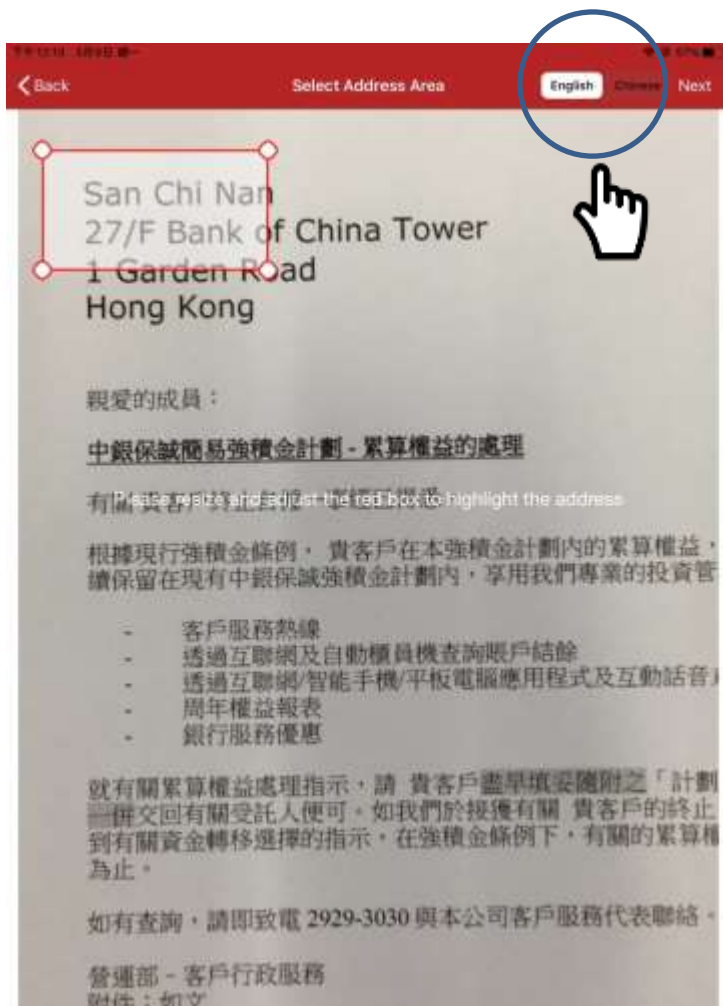 Back Select Address Area English Chinese Next
San Chi Nan
27/F Bank of China Tower
1 Garden Road
Hong Kong
親愛的成員：
中銀保誠簡易強積金計劃 - 累算權益的處理
有關 貴客戶終止
Please resize and adjust the red box to highlight the address
根據現行強積金條例， 貴客戶在本強積金計劃內的累算權益，
續保留在現有中銀保誠強積金計劃內，享用我們專業的投資管
- 客戶服務熱線
- 透過互聯網及自動櫃員機查詢賬戶結餘
- 透過互聯網/智能手機/平板電腦應用程式及互動話音
- 周年權益報表
- 銀行服務優惠
就有關累算權益處理指示，請 貴客戶盡早填妥隨附之「計劃
一併交回有關受託人便可。如我們於接獲有關 貴客戶的終止
到有關資金轉移選擇的指示，在強積金條例下，有關的累算權
為止。
如有查詢，請即致電 2929-3030 與本公司客戶服務代表聯絡。
營運部 - 客戶行政服務
附件：如文